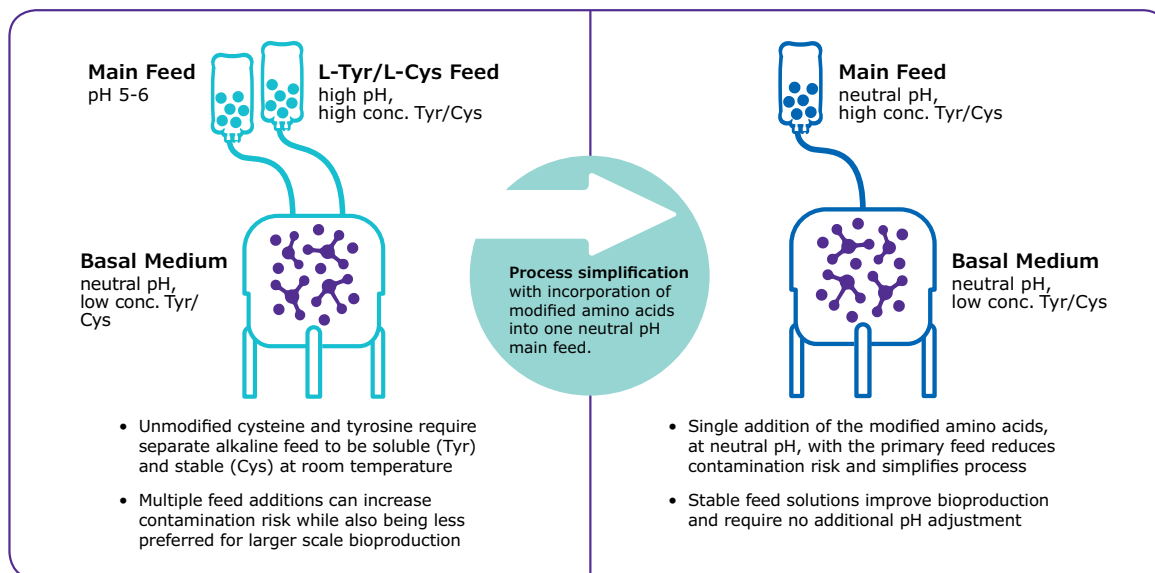 Main Feed
pH 5-6
L-Tyr/L-Cys Feed
high pH,
high conc. Tyr/Cys
Basal Medium
neutral pH,
low conc. Tyr/
Cys
• Unmodified cysteine and tyrosine require
separate alkaline feed to be soluble (Tyr)
and stable (Cys) at room temperature
• Multiple feed additions can increase
contamination risk while also being less
preferred for larger scale bioproduction
Process simplification
with incorporation of
modified amino acids
into one neutral pH
main feed.
Main Feed
neutral pH,
high conc. Tyr/Cys
Basal Medium
neutral pH,
low conc. Tyr/Cys
• Single addition of the modified amino acids,
at neutral pH, with the primary feed reduces
contamination risk and simplifies process
• Stable feed solutions improve bioproduction
and require no additional pH adjustment